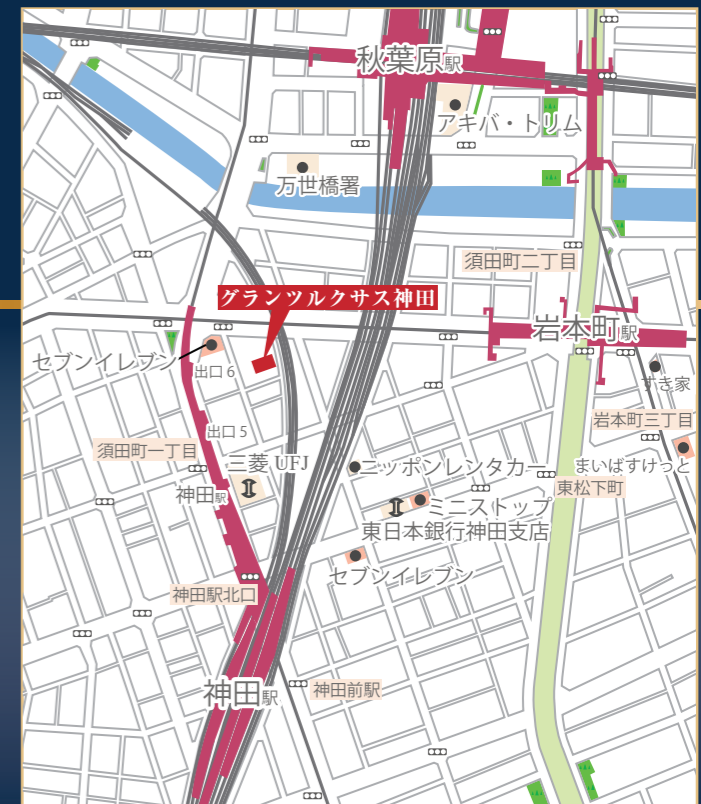 秋葉原駅
アキバ・トリム
万世橋署
須田町二丁目
グランツルクサス神田
岩本町駅
セブンイレブン
出口6
すき家
岩本町三丁目
出口5
須田町一丁目
三菱UFJ
ニッポンレンタカー
まいばすけっと
神田駅
東松下町
ミニストップ
東日本銀行神田支店
セブンイレブン
神田駅北口
神田駅
神田前駅